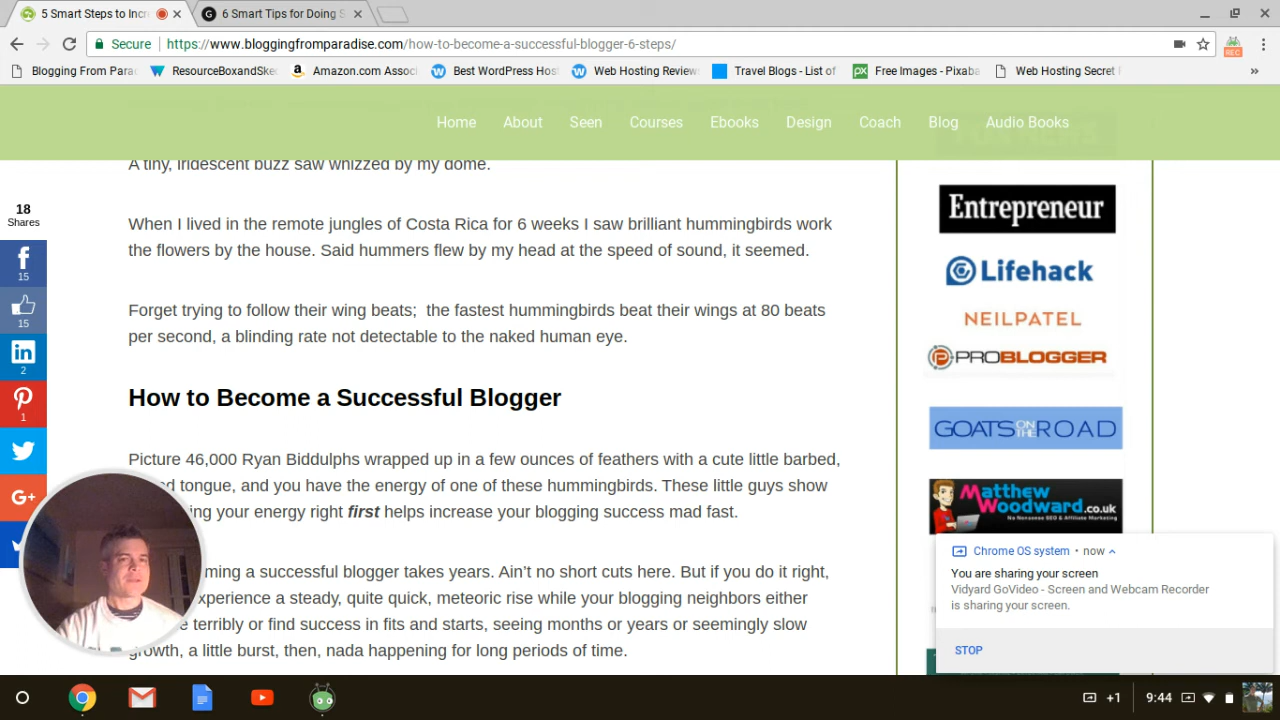 5 Smart Steps to Incre
6 Smart Tips for Doing S
Secure
https://www.bloggingfromparadise.com/how-to-become-a-successful-blogger-6-steps/
REC
Blogging From Para
ResourceBoxandSke
Amazon.com Assoc
Best WordPress Hos
Web Hosting Review
Travel Blogs - List of
Free Images - Pixaba
Web Hosting Secret
Home
About
Seen
Courses
Ebooks
Design
Coach
Blog
Audio Books
A tiny, iridescent buzz saw whizzed by my dome.
When I lived in the remote jungles of Costa Rica for 6 weeks I saw brilliant hummingbirds work
the flowers by the house. Said hummers flew by my head at the speed of sound, it seemed.
Forget trying to follow their wing beats; the fastest hummingbirds beat their wings at 80 beats
per second, a blinding rate not detectable to the naked human eye.
How to Become a Successful Blogger
Picture 46,000 Ryan Biddulphs wrapped up in a few ounces of feathers with a cute little barbed,
tongue, and you have the energy of one of these hummingbirds. These little guys show
your energy right first helps increase your blogging success mad fast.
a successful blogger takes years. Ain't no short cuts here. But if you do it right,
experience a steady, quite quick, meteoric rise while your blogging neighbors either
terribly or find success in fits and starts, seeing months or years or seemingly slow
growth, a little burst, then, nada happening for long periods of time.
18
Shares
15
15
2
1
G+
Entrepreneur
Lifehack
NEILPATEL
PROBLOGGER
GOATS ON THE ROAD
Matthew
Woodward.co.uk
No Nonsense SEO & Affiliate Marketing
Chrome OS system • now
You are sharing your screen
Vidyard GoVideo - Screen and Webcam Recorder
is sharing your screen.
STOP
+1
9:44